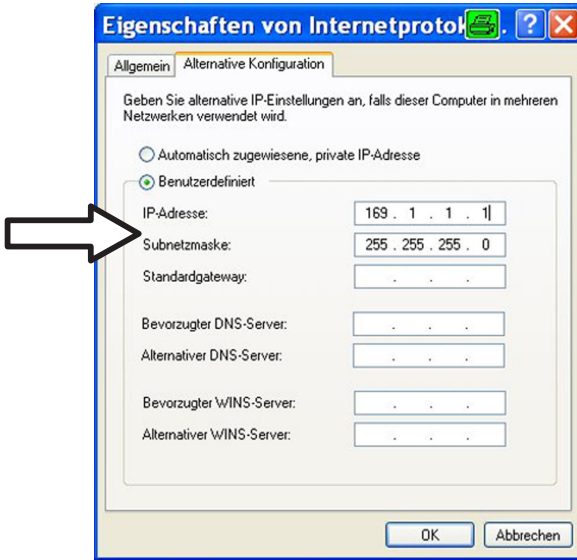 Eigenschaften von Internetprotok . ?
Allgemein Alternative Konfiguration
Geben Sie alternative IP-Einstellungen an, falls dieser Computer in mehreren
Netzwerken verwendet wird.
Automatisch zugewiesene, private IP-Adresse
Benutzerdefiniert
IP-Adresse: 169 . 1 . 1 . 1
Subnetzmaske: 255 . 255 . 255 . 0
Standardgateway: . . .
Bevorzugter DNS-Server: . . .
Alternativer DNS-Server: . . .
Bevorzugter WINS-Server: . . .
Alternativer WINS-Server: . . .
OK Abbrechen